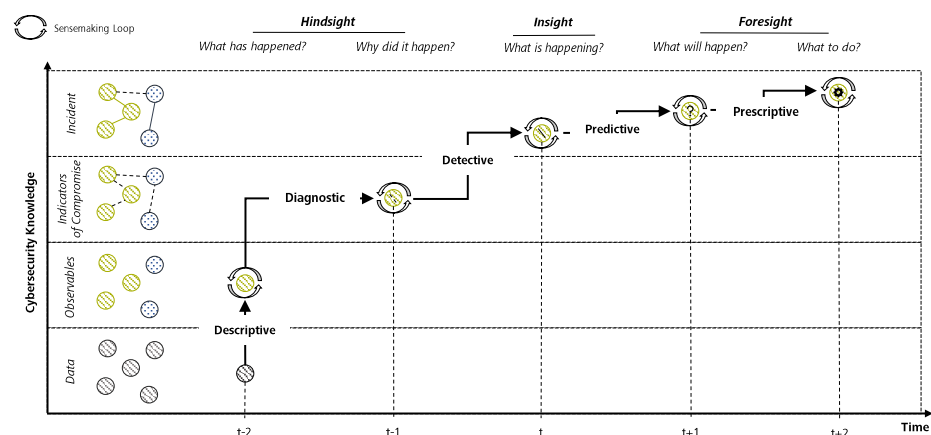 Sensemaking Loop
Hindsight
Insight
Foresight
What has happened?
Why did it happen?
What is happening?
What will happen?
What to do?
Cybersecurity Knowledge
Incident
Indicators
of Compromise
Observables
Data
Descriptive
Diagnostic
Detective
Predictive
?
Prescriptive
t-2
t-1
t
t+1
t+2
Time